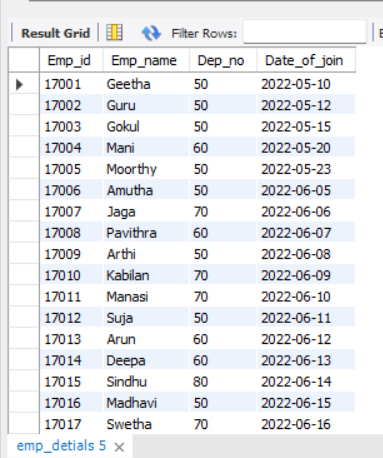 Result Grid Filter Rows:
Emp_id Emp_name Dep_no Date_of_join
17001 Geetha 50 2022-05-10
17002 Guru 50 2022-05-12
17003 Gokul 50 2022-05-15
17004 Mani 60 2022-05-20
17005 Moorthy 50 2022-05-23
17006 Amutha 50 2022-06-05
17007 Jaga 70 2022-06-06
17008 Pavithra 60 2022-06-07
17009 Arthi 50 2022-06-08
17010 Kabilan 70 2022-06-09
17011 Manasi 70 2022-06-10
17012 Suja 50 2022-06-11
17013 Arun 60 2022-06-12
17014 Deepa 60 2022-06-13
17015 Sindhu 80 2022-06-14
17016 Madhavi 50 2022-06-15
17017 Swetha 70 2022-06-16
emp_detials 5